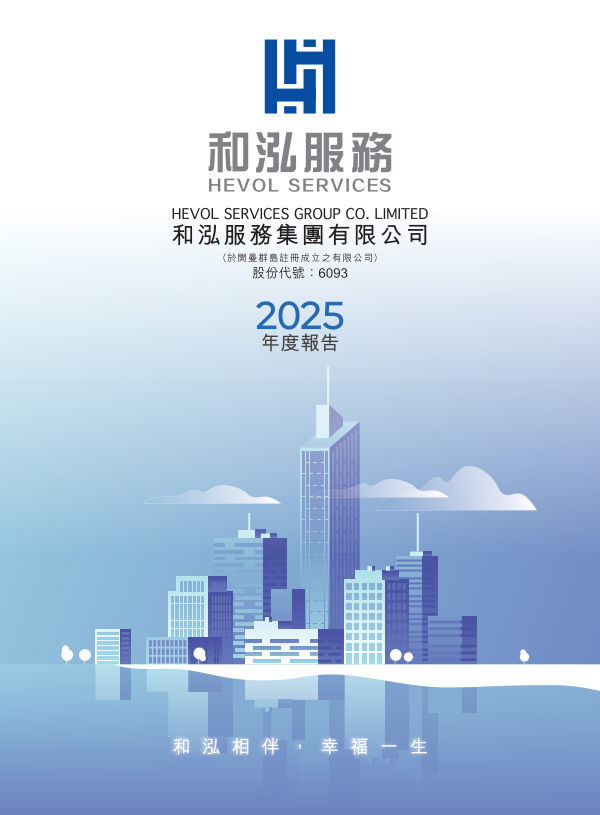 和泓服務
HEVOL SERVICES
HEVOL SERVICES GROUP CO. LIMITED
和泓服務集團有限公司
(於開曼群島註冊成立之有限公司)
股份代號：6093
2025
年度報告
和泓相伴，幸福一生